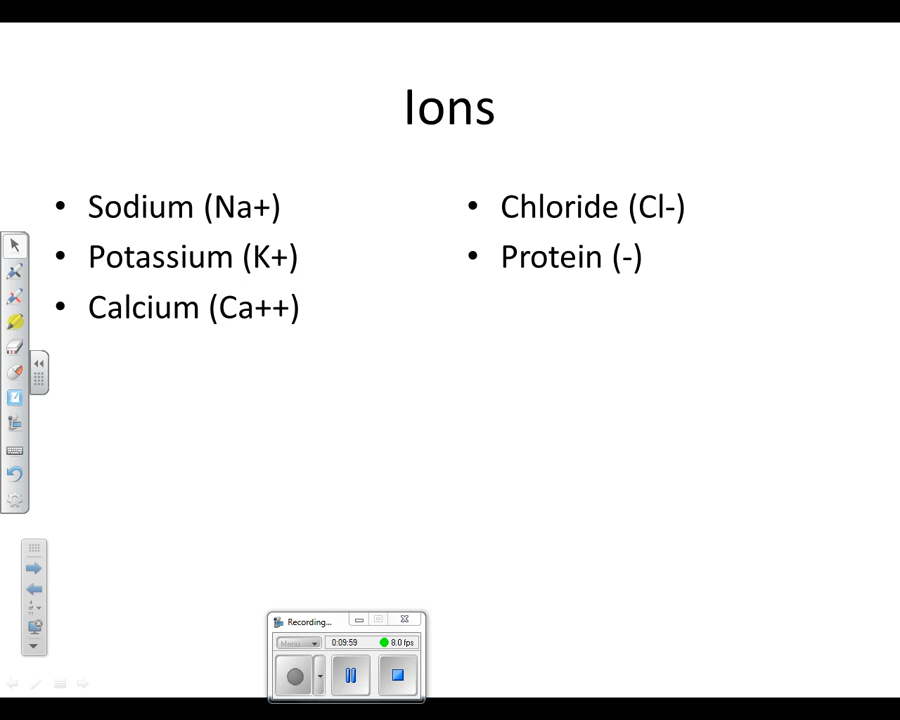 Ions
• Sodium (Na+)
• Potassium (K+)
• Calcium (Ca++)
• Chloride (Cl-)
• Protein (-)
Recording...
Menu
0:09:59
8.0 fps